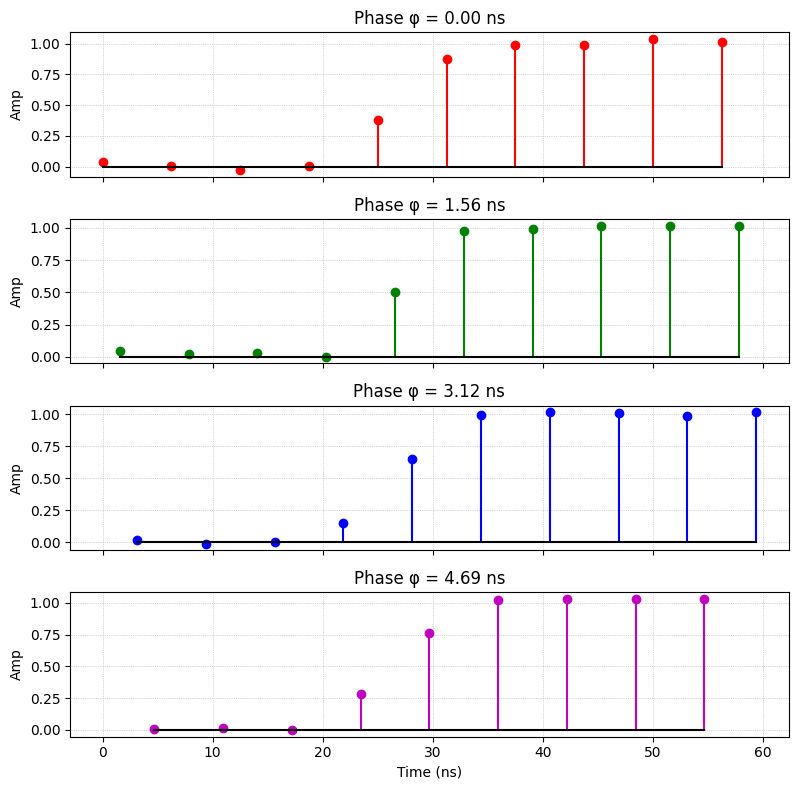 Phase φ = 0.00 ns
1.00
0.75
0.50
0.25
0.00
Amp
Phase φ = 1.56 ns
1.00
0.75
0.50
0.25
0.00
Amp
Phase φ = 3.12 ns
1.00
0.75
0.50
0.25
0.00
Amp
Phase φ = 4.69 ns
1.00
0.75
0.50
0.25
0.00
Amp
0 10 20 30 40 50 60
Time (ns)